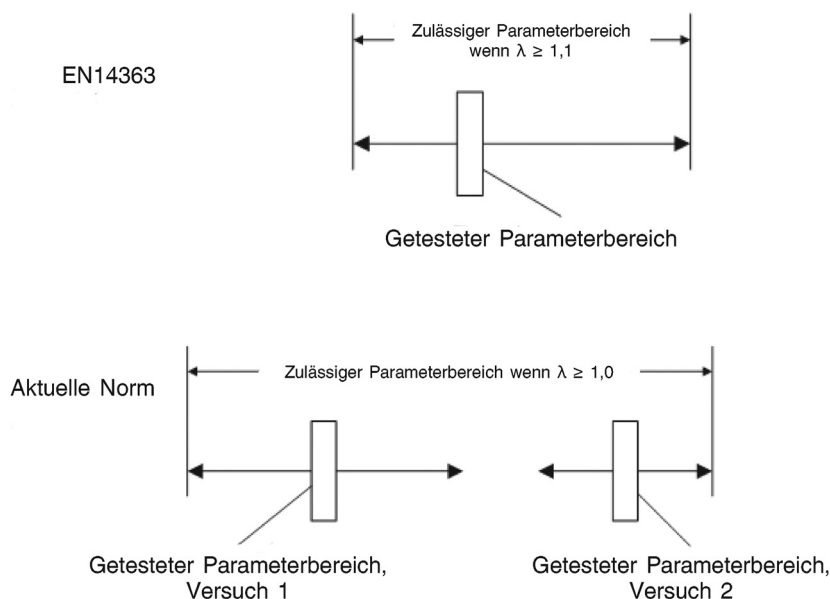 Zulässiger Parameterbereich
wenn λ ≥ 1,1
EN14363
Getesteter Parameterbereich
Zulässiger Parameterbereich wenn λ ≥ 1,0
Aktuelle Norm
Getesteter Parameterbereich,
Versuch 1
Getesteter Parameterbereich,
Versuch 2